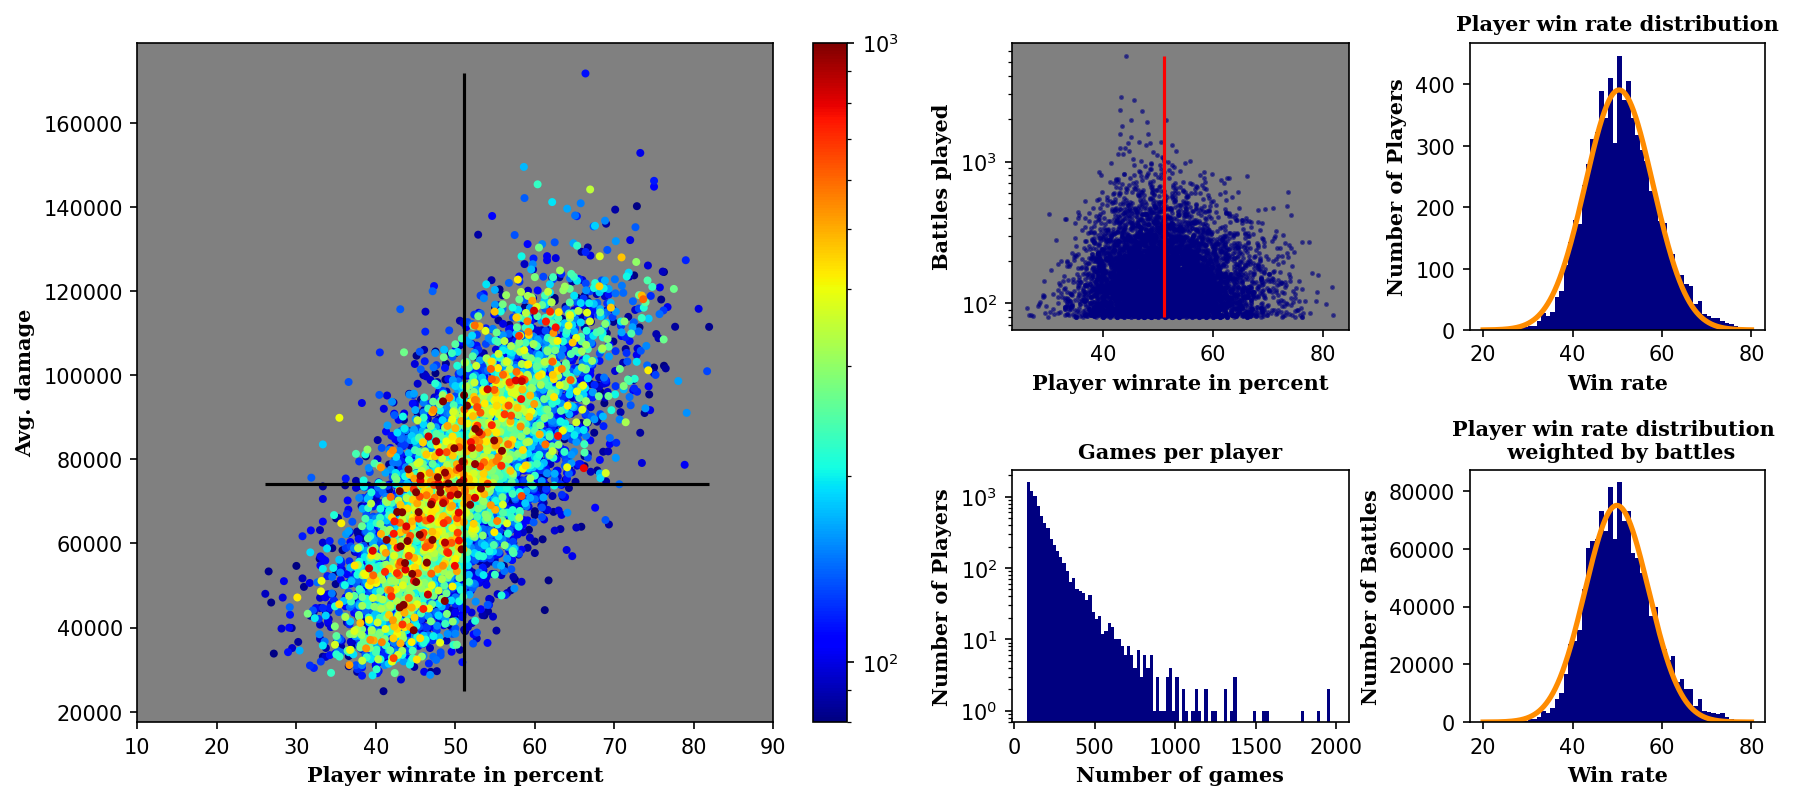 Avg. damage
160000
140000
120000
100000
80000
60000
40000
20000
10 20 30 40 50 60 70 80 90
Player winrate in percent
10³
10²
Battles played
10³
10²
40 60 80
Player winrate in percent
Player win rate distribution
Number of Players
400
300
200
100
0
20 40 60 80
Win rate
Games per player
Number of Players
10³
10²
10¹
10⁰
0 500 1000 1500 2000
Number of games
Player win rate distribution
weighted by battles
Number of Battles
80000
60000
40000
20000
0
20 40 60 80
Win rate